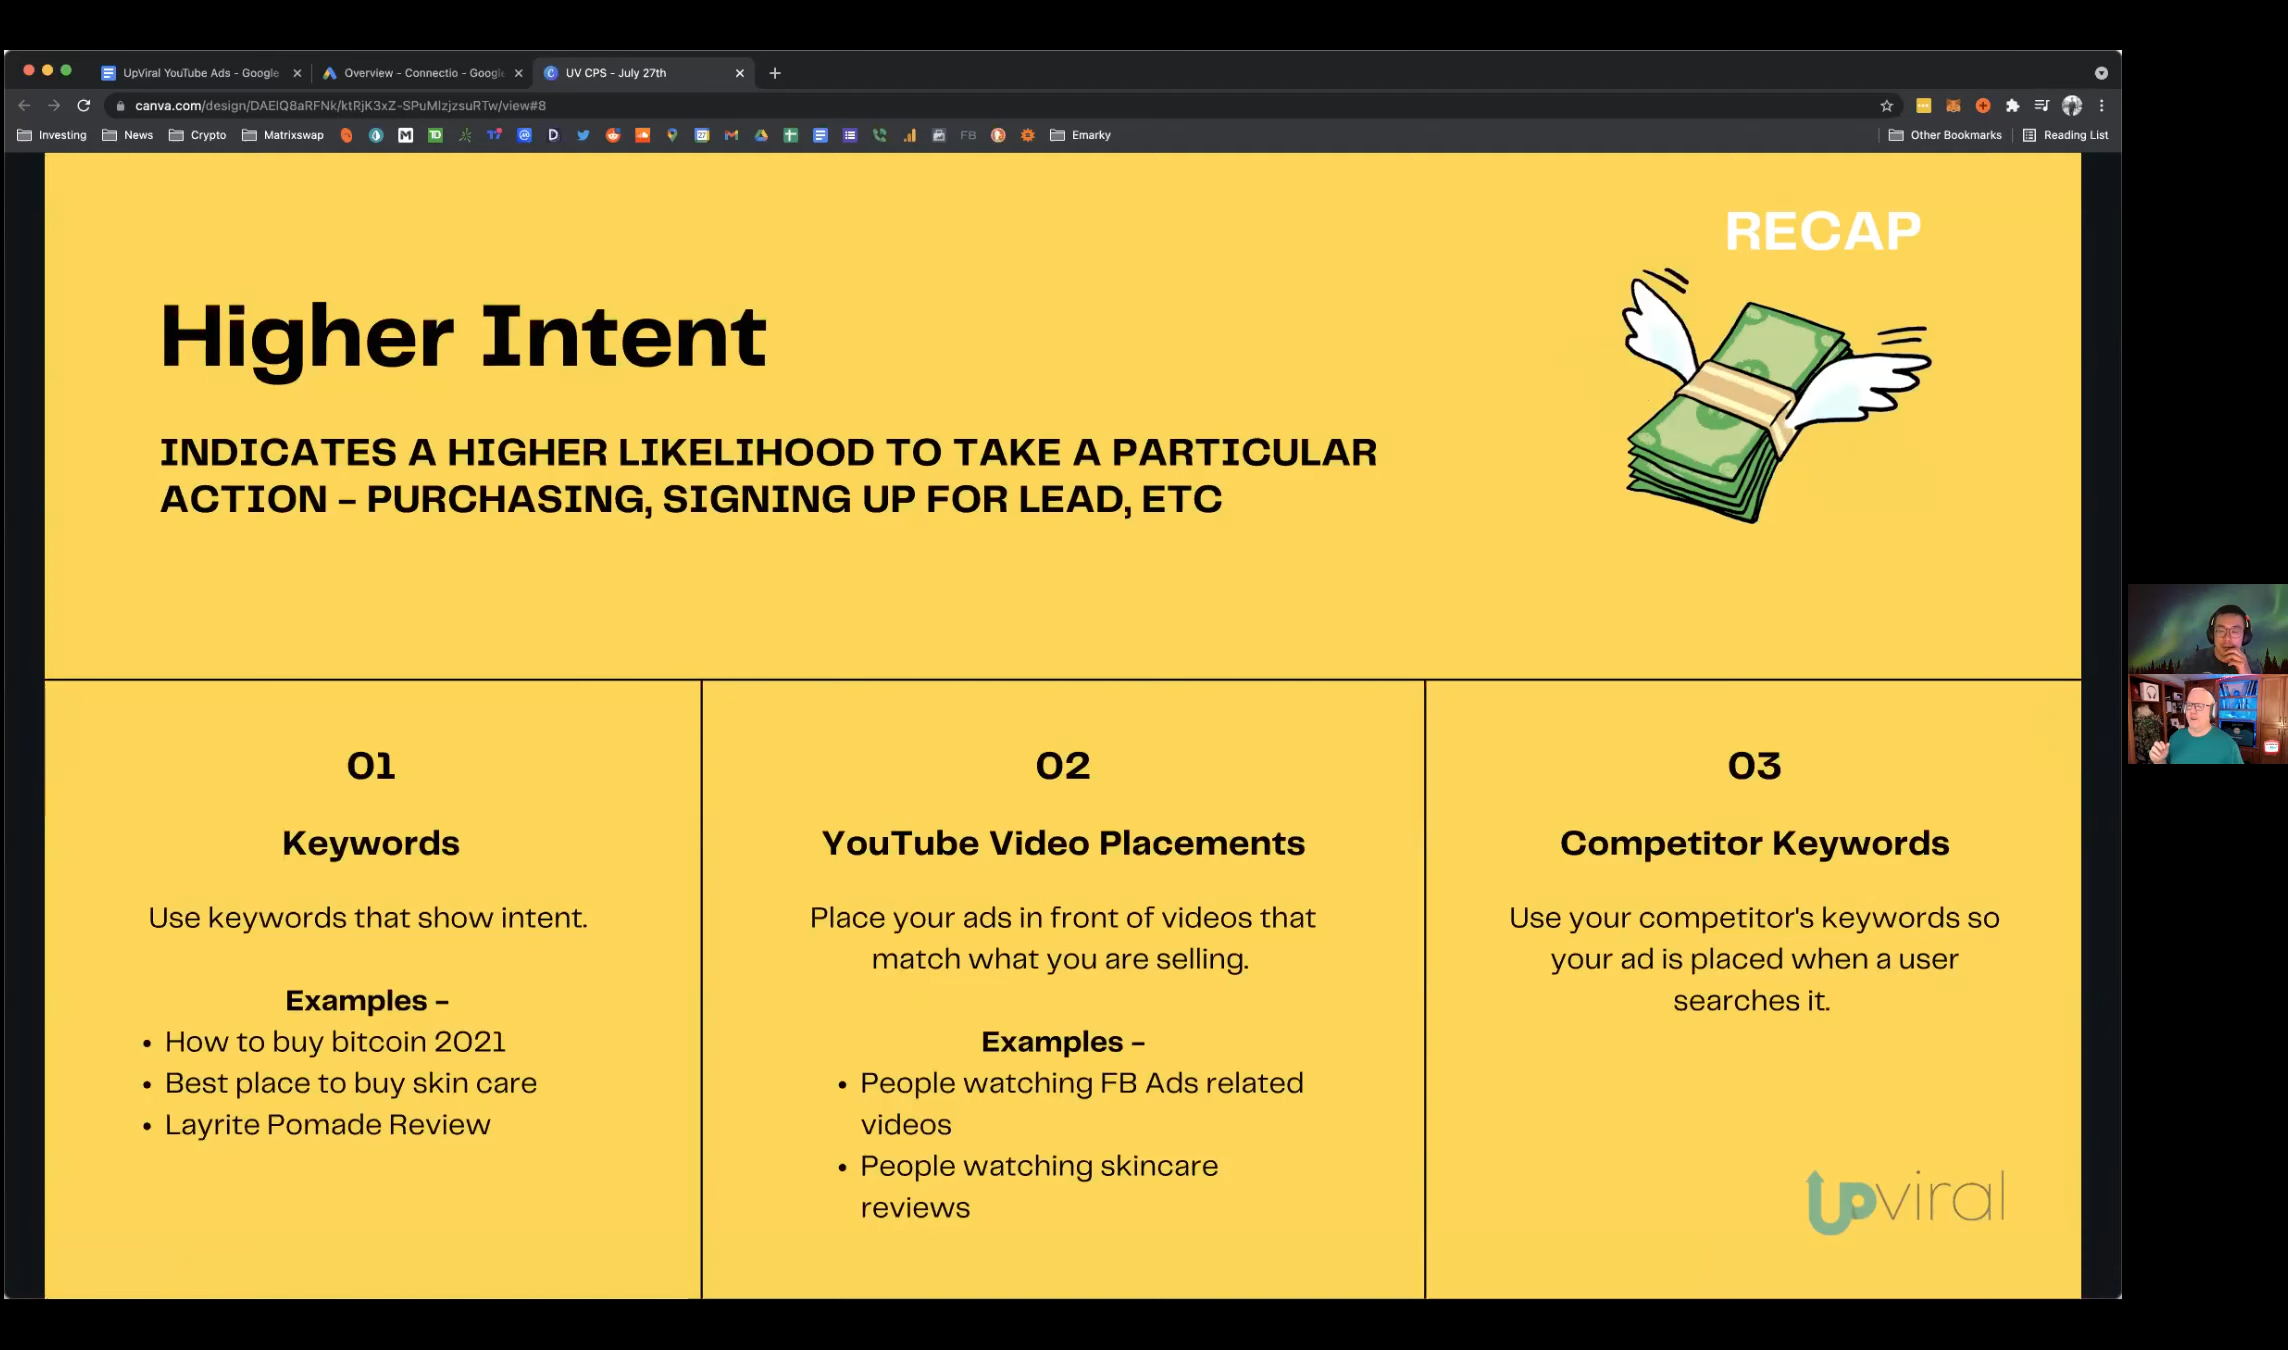 UpViral YouTube Ads - Google
Overview - Connectio - Google
UV CPS - July 27th
canva.com/design/DAElQ8aRFNk/ktRjK3xZ-SPuMlzjzsuRTw/view#8
Investing
News
Crypto
Matrixswap
FB
Emarky
Other Bookmarks
Reading List
RECAP
Higher Intent
INDICATES A HIGHER LIKELIHOOD TO TAKE A PARTICULAR
ACTION - PURCHASING, SIGNING UP FOR LEAD, ETC
01
Keywords
Use keywords that show intent.
Examples -
• How to buy bitcoin 2021
• Best place to buy skin care
• Layrite Pomade Review
02
YouTube Video Placements
Place your ads in front of videos that
match what you are selling.
Examples -
• People watching FB Ads related
videos
• People watching skincare
reviews
03
Competitor Keywords
Use your competitor's keywords so
your ad is placed when a user
searches it.
Upviral